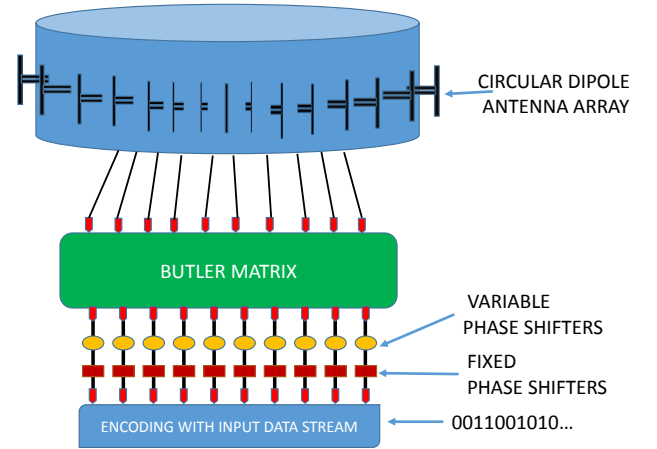 CIRCULAR DIPOLE
ANTENNA ARRAY
BUTLER MATRIX
VARIABLE
PHASE SHIFTERS
FIXED
PHASE SHIFTERS
ENCODING WITH INPUT DATA STREAM
0011001010...